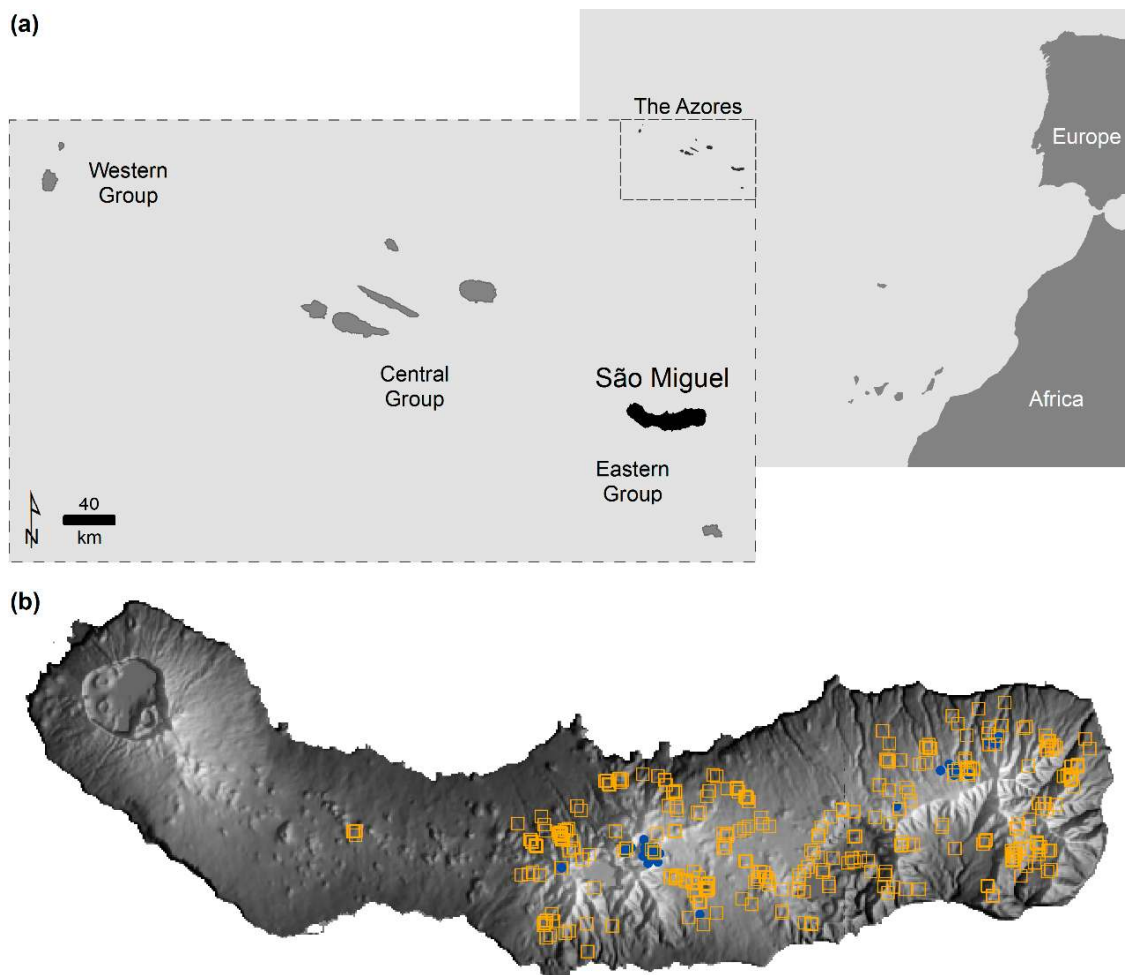 (a)
The Azores
Europe
Western
Group
São Miguel
Central
Group
Africa
Eastern
Group
40
km
N
(b)